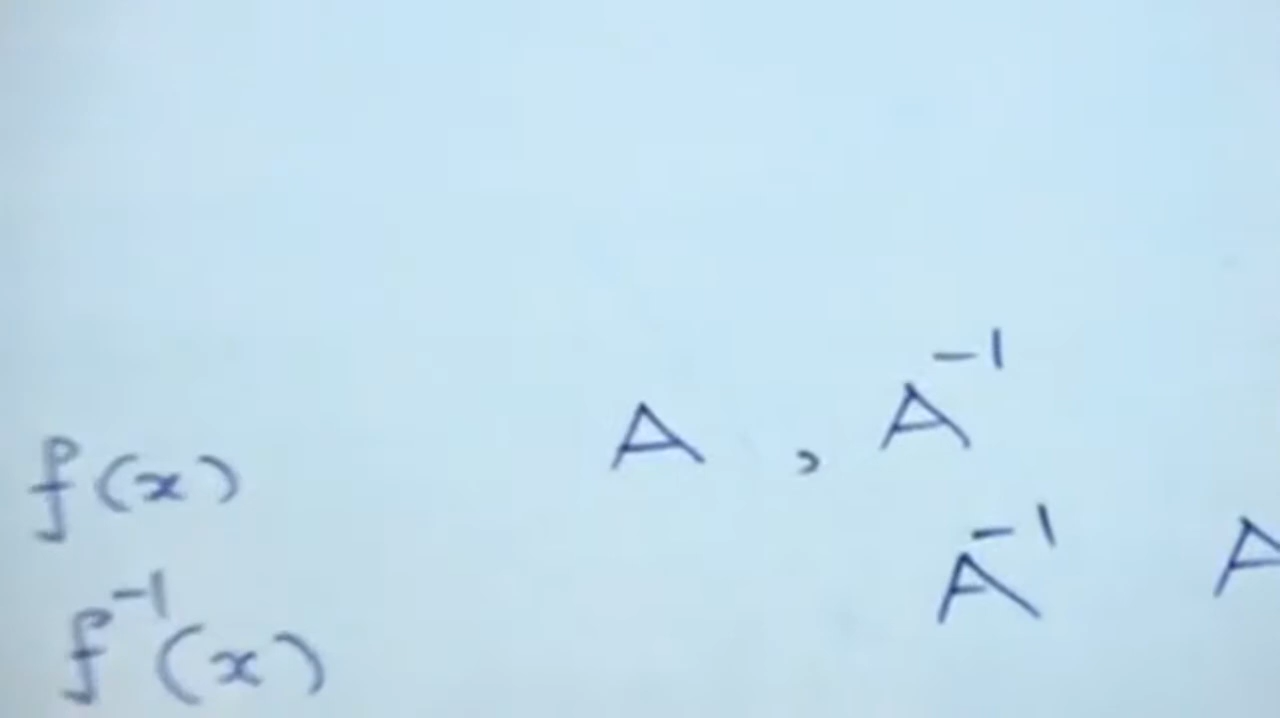 A , A⁻¹
f(x)
A⁻¹ A
f⁻¹(x)